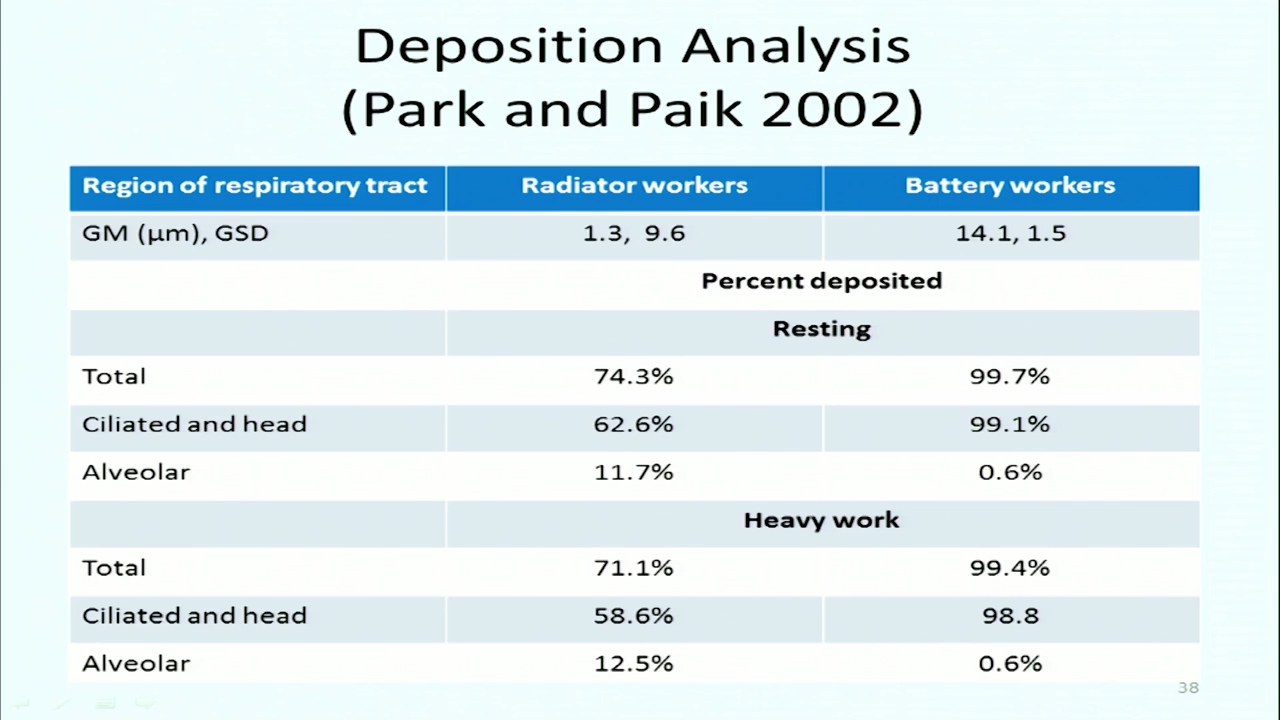 Deposition Analysis
(Park and Paik 2002)
Region of respiratory tract Radiator workers Battery workers
GM (μm), GSD 1.3, 9.6 14.1, 1.5
Percent deposited
Resting
Total 74.3% 99.7%
Ciliated and head 62.6% 99.1%
Alveolar 11.7% 0.6%
Heavy work
Total 71.1% 99.4%
Ciliated and head 58.6% 98.8
Alveolar 12.5% 0.6%
38